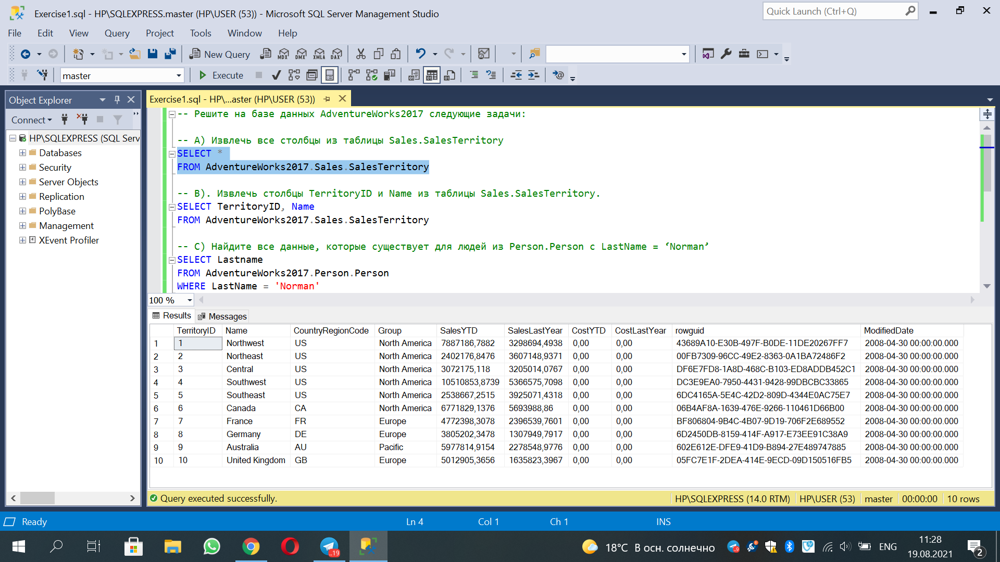 Exercise1.sql - HP\SQLEXPRESS.master (HP\USER (53)) - Microsoft SQL Server Management Studio
Quick Launch (Ctrl+Q)
File Edit View Query Project Tools Window Help
New Query MDX DMX XMLA DAX
master Execute
Object Explorer
Exercise1.sql - HP\...aster (HP\USER (53))
Connect
HP\SQLEXPRESS (SQL Serv
Databases
Security
Server Objects
Replication
PolyBase
Management
XEvent Profiler
-- Решите на базе данных AdventureWorks2017 следующие задачи:
-- A) Извлечь все столбцы из таблицы Sales.SalesTerritory
SELECT *
FROM AdventureWorks2017.Sales.SalesTerritory
-- B). Извлечь столбцы TerritoryID и Name из таблицы Sales.SalesTerritory.
SELECT TerritoryID, Name
FROM AdventureWorks2017.Sales.SalesTerritory
-- C) Найдите все данные, которые существует для людей из Person.Person с LastName = ‘Norman’
SELECT Lastname
FROM AdventureWorks2017.Person.Person
WHERE LastName = 'Norman'
100 %
Results Messages
TerritoryID Name CountryRegionCode Group SalesYTD SalesLastYear CostYTD CostLastYear rowguid ModifiedDate
1 1 Northwest US North America 7887186,7882 3298694,4938 0,00 0,00 43689A10-E30B-497F-B0DE-11DE20267FF7 2008-04-30 00:00:00.000
2 2 Northeast US North America 2402176,8476 3607148,9371 0,00 0,00 00FB7309-96CC-49E2-8363-0A1BA72486F2 2008-04-30 00:00:00.000
3 3 Central US North America 3072175,118 3205014,0767 0,00 0,00 DF6E7FD8-1A8D-468C-B103-ED8ADDB452C1 2008-04-30 00:00:00.000
4 4 Southwest US North America 10510853,8739 5366575,7098 0,00 0,00 DC3E9EA0-7950-4431-9428-99DBCBC33865 2008-04-30 00:00:00.000
5 5 Southeast US North America 2538667,2515 3925071,4318 0,00 0,00 6DC4165A-5E4C-42D2-809D-4344E0AC75E7 2008-04-30 00:00:00.000
6 6 Canada CA North America 6771829,1376 5693988,86 0,00 0,00 06B4AF8A-1639-476E-9266-110461D66B00 2008-04-30 00:00:00.000
7 7 France FR Europe 4772398,3078 2396539,7601 0,00 0,00 BF806804-9B4C-4B07-9D19-706F2E689552 2008-04-30 00:00:00.000
8 8 Germany DE Europe 3805202,3478 1307949,7917 0,00 0,00 6D2450DB-8159-414F-A917-E73EE91C38A9 2008-04-30 00:00:00.000
9 9 Australia AU Pacific 5977814,9154 2278548,9776 0,00 0,00 602E612E-DFE9-41D9-B894-27E489747885 2008-04-30 00:00:00.000
10 10 United Kingdom GB Europe 5012905,3656 1635823,3967 0,00 0,00 05FC7E1F-2DEA-414E-9ECD-09D150516FB5 2008-04-30 00:00:00.000
Query executed successfully. HP\SQLEXPRESS (14.0 RTM) HP\USER (53) master 00:00:00 10 rows
Ready Ln 4 Col 1 Ch 1 INS
..19
18°C В осн. солнечно
ENG
11:28
19.08.2021
2